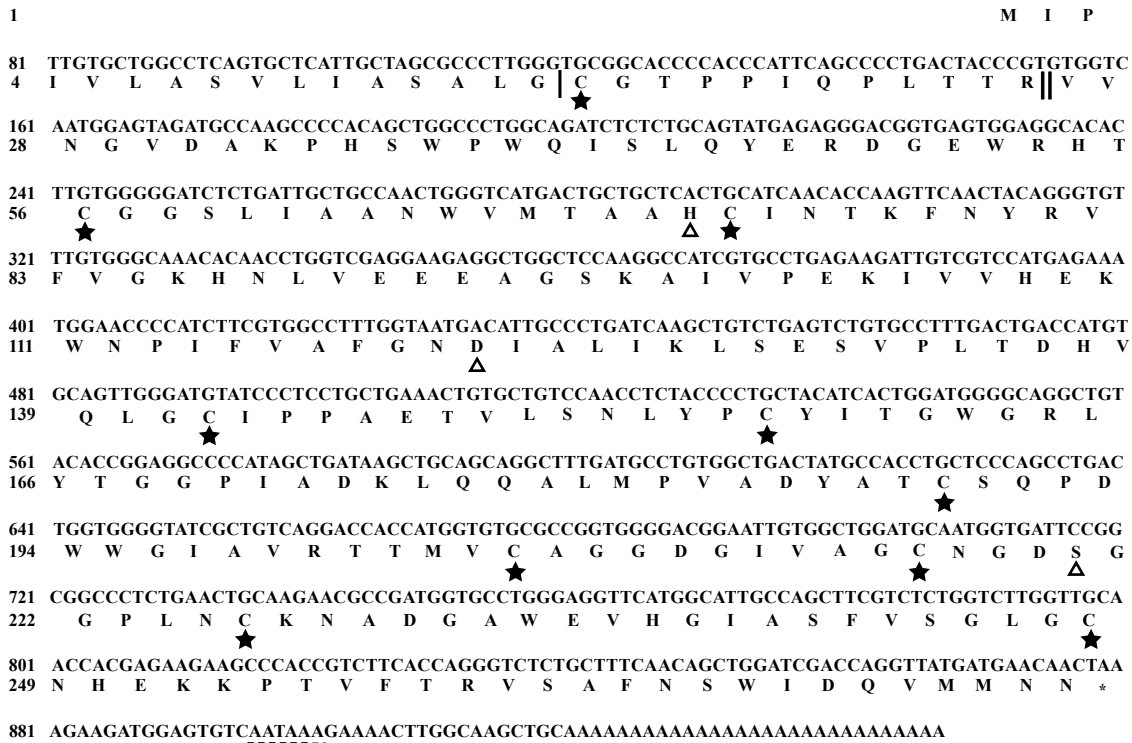 1 M I P
81 TTGTGCTGGCCTCAGTGCTCATTGCTAGCGCCCTTGGGTGCGGCACCCCACCCATTCAGCCCCTGACTACCCGTGTGGTC
4 I V L A S V L I A S A L G C G T P P I Q P L T T R V V
161 AATGGAGTAGATGCCAAGCCCCACAGCTGGCCCTGGCAGATCTCTCTGCAGTATGAGAGGGACGGTGAGTGGAGGCACAC
28 N G V D A K P H S W P W Q I S L Q Y E R D G E W R H T
241 TTGTGGGGGATCTCTGATTGCTGCCAACTGGGTCATGACTGCTGCTCACTGCATCAACACCAAGTTCAACTACAGGGTGT
56 C G G S L I A A N W V M T A A H C I N T K F N Y R V
321 TTGTGGGCAAACACAACCTGGTCGAGGAAGAGGCTGGCTCCAAGGCCATCGTGCCTGAGAAGATTGTCGTCCATGAGAAA
83 F V G K H N L V E E E A G S K A I V P E K I V V H E K
401 TGGAACCCCATCTTCGTGGCCTTTGGTAATGACATTGCCCTGATCAAGCTGTCTGAGTCTGTGCCTTTGACTGACCATGT
111 W N P I F V A F G N D I A L I K L S E S V P L T D H V
481 GCAGTTGGGATGTATCCCTCCTGCTGAAACTGTGCTGTCCAACCTCTACCCCTGCTACATCACTGGATGGGGCAGGCTGT
139 Q L G C I P P A E T V L S N L Y P C Y I T G W G R L
561 ACACCGGAGGCCCCATAGCTGATAAGCTGCAGCAGGCTTTGATGCCTGTGGCTGACTATGCCACCTGCTCCCAGCCTGAC
166 Y T G G P I A D K L Q Q A L M P V A D Y A T C S Q P D
641 TGGTGGGGTATCGCTGTCAGGACCACCATGGTGTGCGCCGGTGGGGACGGAATTGTGGCTGGATGCAATGGTGATTCCGG
194 W W G I A V R T T M V C A G G D G I V A G C N G D S G
721 CGGCCCTCTGAACTGCAAGAACGCCGATGGTGCCTGGGAGGTTCATGGCATTGCCAGCTTCGTCTCTGGTCTTGGTTGCA
222 G P L N C K N A D G A W E V H G I A S F V S G L G C
801 ACCACGAGAAGAAGCCCACCGTCTTCACCAGGGTCTCTGCTTTCAACAGCTGGATCGACCAGGTTATGATGAACAACTAA
249 N H E K K P T V F T R V S A F N S W I D Q V M M N N *
881 AGAAGATGGAGTGTCAATAAAGAAAACTTGGCAAGCTGCAAAAAAAAAAAAAAAAAAAAAAAAAAAA